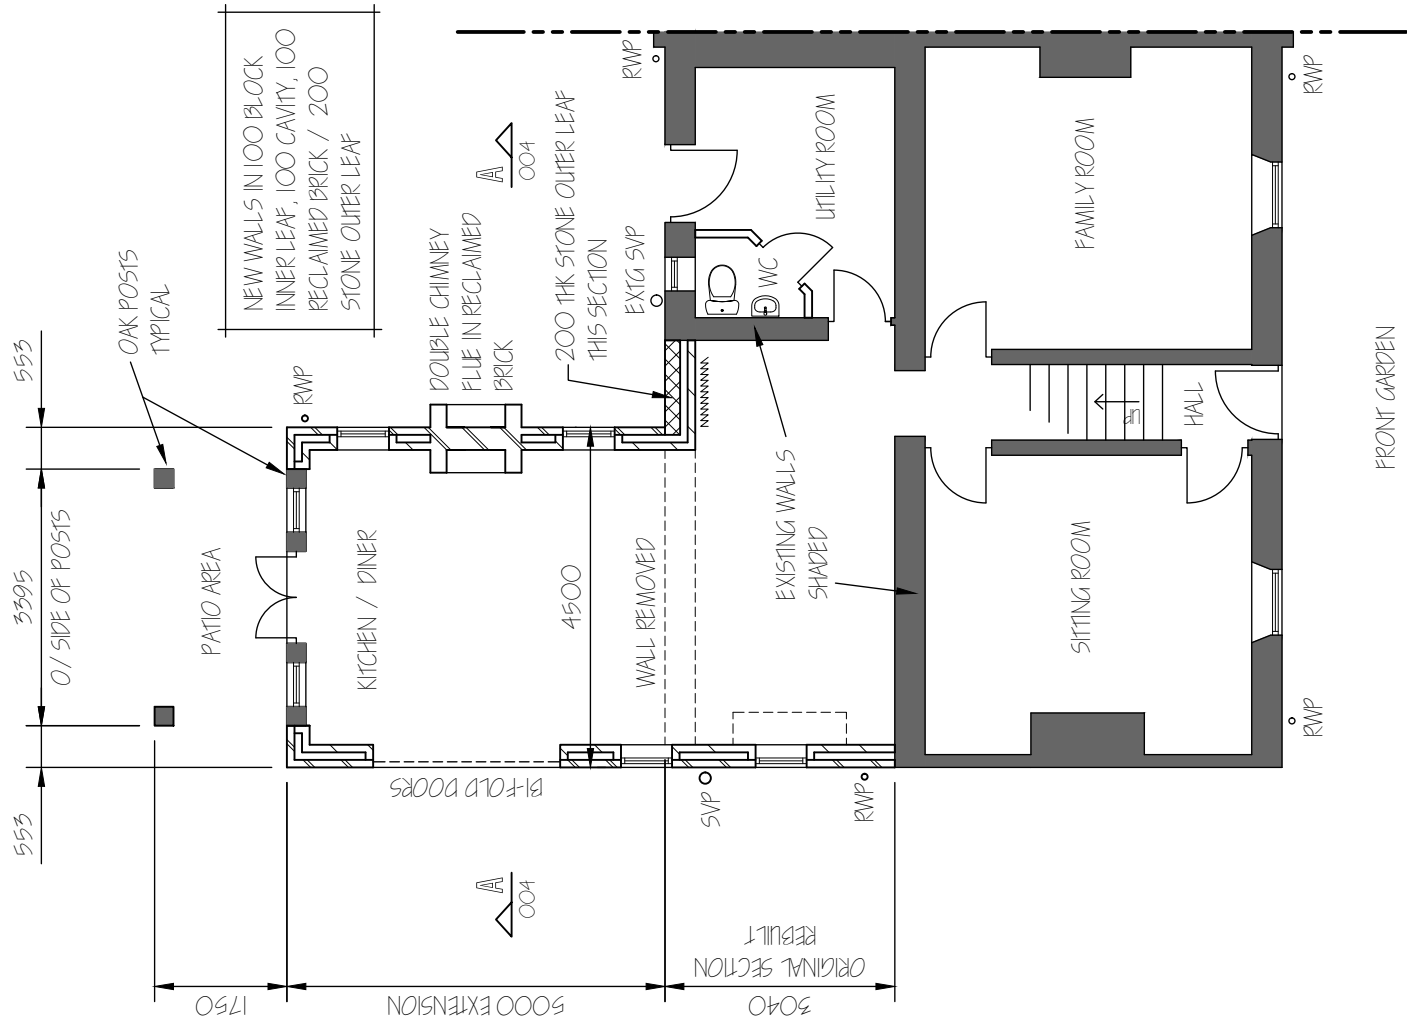 NEW WALLS IN 100 BLOCK
INNER LEAF, 100 CAVITY, 100
RECLAIMED BRICK / 200
STONE OUTER LEAF
OAK POSTS
TYPICAL
553
3395
O/ SIDE OF POSTS
553
PATIO AREA
RWP
DOUBLE CHIMNEY
FLUE IN RECLAIMED
BRICK
A
004
200 THK STONE OUTER LEAF
THIS SECTION
EXTG SVP
RWP
UTILITY ROOM
WC
FAMILY ROOM
RWP
KITCHEN / DINER
4500
WALL REMOVED
EXISTING WALLS
SHADED
UP
HALL
SITTING ROOM
FRONT GARDEN
BI-FOLD DOORS
SVP
RWP
RWP
A
004
1750
5000 EXTENSION
ORIGINAL SECTION
REBUILT
3040